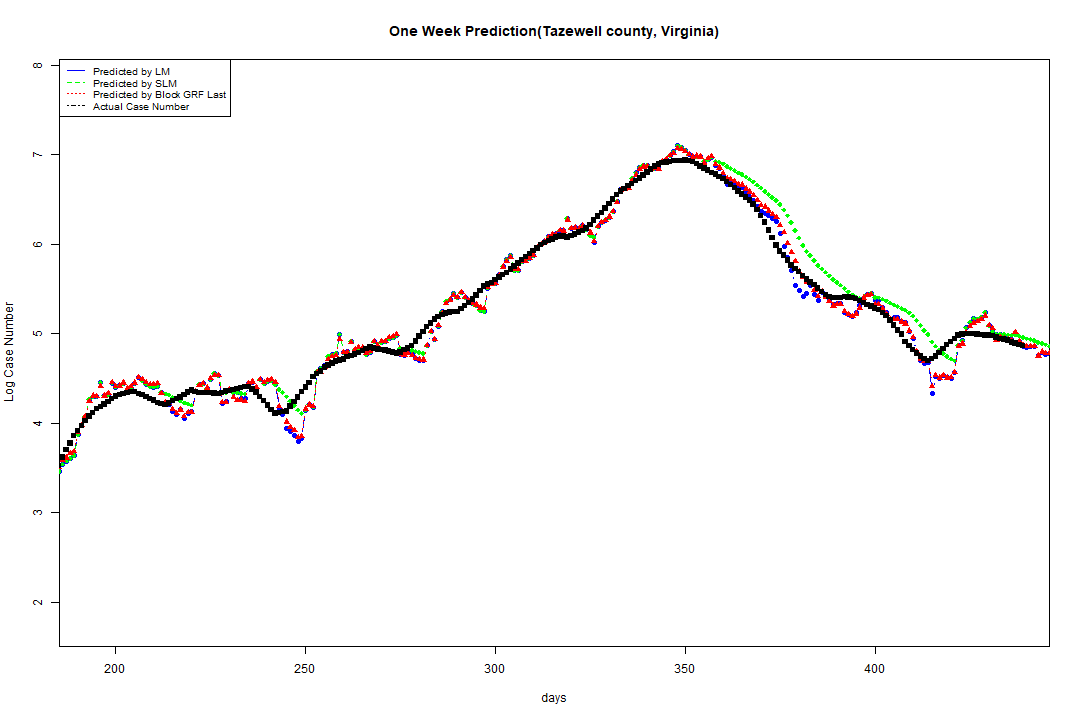 One Week Prediction(Tazewell county, Virginia)
Predicted by LM
Predicted by SLM
Predicted by Block GRF Last
Actual Case Number
8
7
6
5
4
3
2
Log Case Number
200 250 300 350 400
days